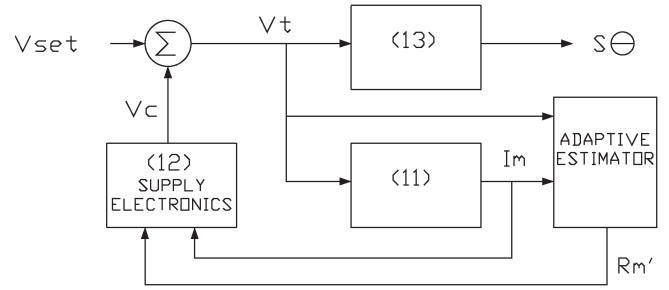 Vset
Σ
Vt
(13)
SΘ
Vc
(12)
SUPPLY
ELECTRONICS
(11)
Im
ADAPTIVE
ESTIMATOR
Rm'